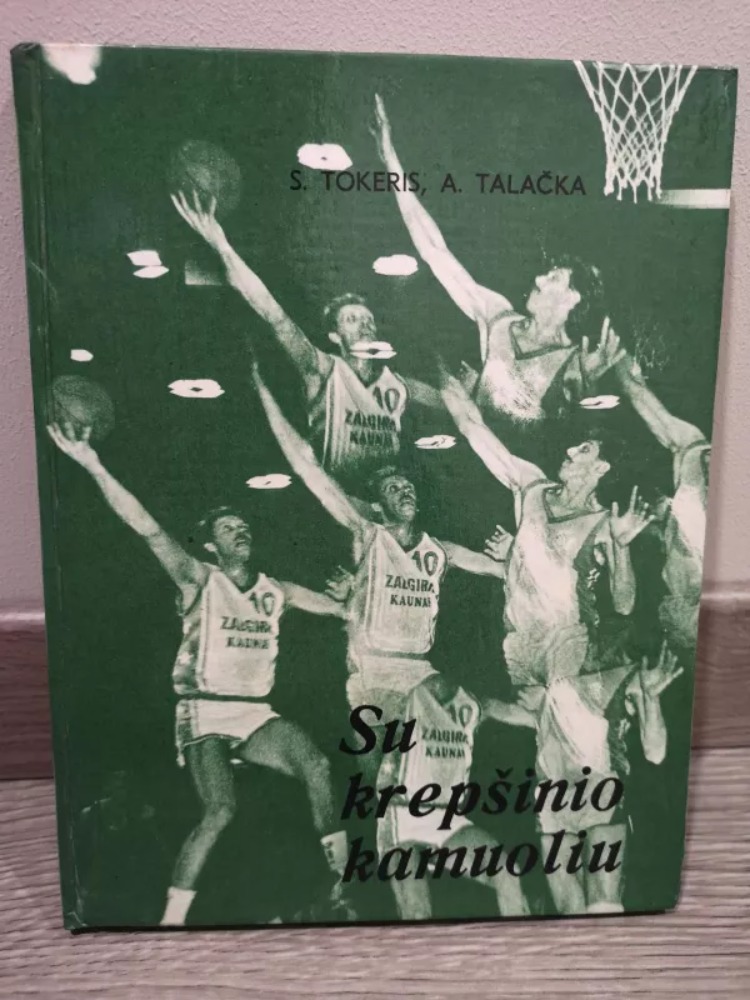 S. TOKERIS, A. TALAČKA
10
ŽALGIRIS
KAUNAS
10
ŽALGIRIS
KAUNAS
10
ŽALGIRIS
KAUNAS
10
ŽALGIRIS
KAUNAS
Su
krepšinio
kamuoliu